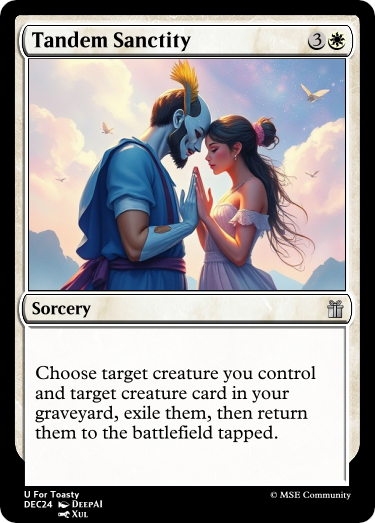 Tandem Sanctity 3
Sorcery
Choose target creature you control
and target creature card in your
graveyard, exile them, then return
them to the battlefield tapped.
U For Toasty
DEC24 DeepAI © MSE Community
Xul